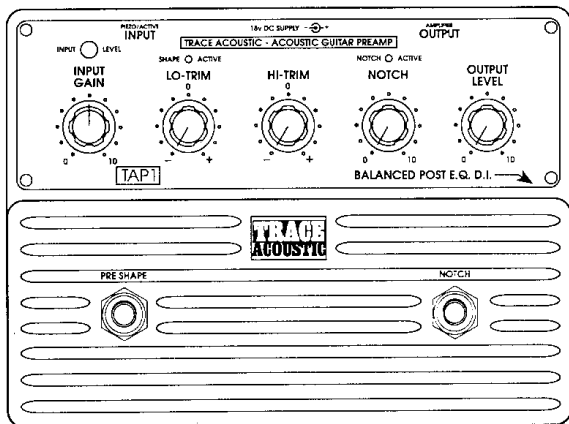 PIEZO/ACTIVE
INPUT
18v DC SUPPLY - +
AMPLIFIER
OUTPUT
TRACE ACOUSTIC - ACOUSTIC GUITAR PREAMP
INPUT LEVEL
SHAPE ACTIVE
NOTCH ACTIVE
INPUT
GAIN
LO-TRIM
HI-TRIM
NOTCH
OUTPUT
LEVEL
0 10
0 - +
0 - +
0 10
0 10
TAP1
BALANCED POST E.Q. D.I.
TRACE
ACOUSTIC
PRE SHAPE
NOTCH